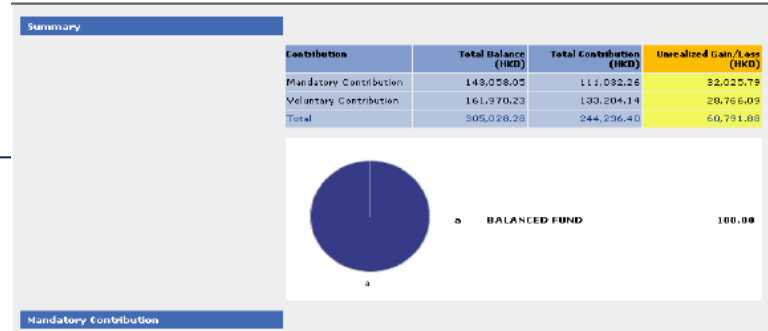 Summary
Contribution Total Balance (HKD) Total Contribution (HKD) Unrealized Gain/Loss (HKD)
Mandatory Contribution 143,058.05 111,032.26 32,025.79
Voluntary Contribution 161,970.23 133,204.14 28,766.09
Total 305,028.28 244,236.40 60,791.88
a BALANCED FUND 100.00
a
Mandatory Contribution